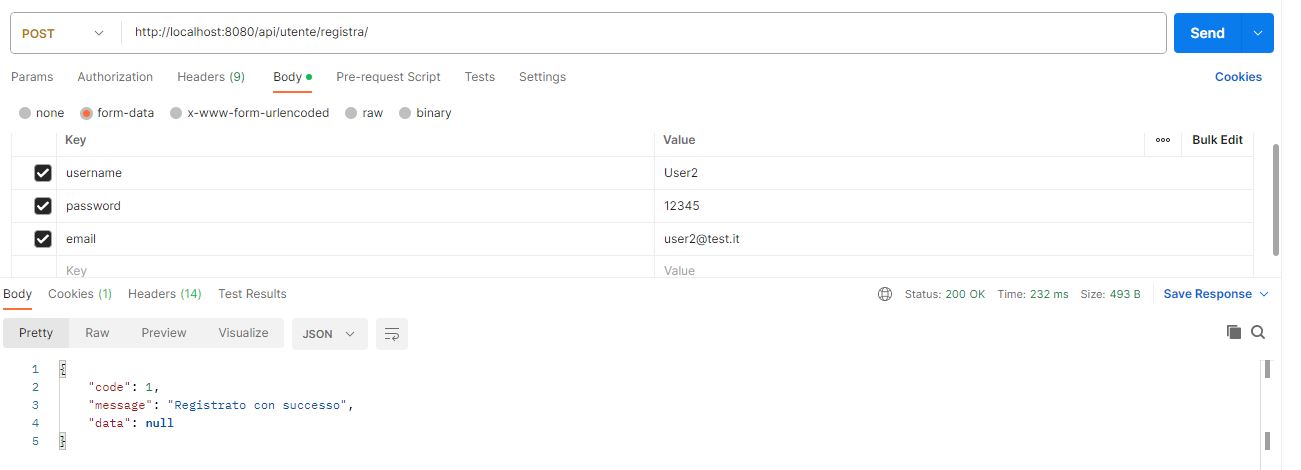 POST http://localhost:8080/api/utente/registra/ Send
Params Authorization Headers (9) Body Pre-request Script Tests Settings Cookies
none form-data x-www-form-urlencoded raw binary
Key Value Bulk Edit
username User2
password 12345
email user2@test.it
Key Value
Body Cookies (1) Headers (14) Test Results Status: 200 OK Time: 232 ms Size: 493 B Save Response
Pretty Raw Preview Visualize JSON
1 {
2 "code": 1,
3 "message": "Registrato con successo",
4 "data": null
5 }